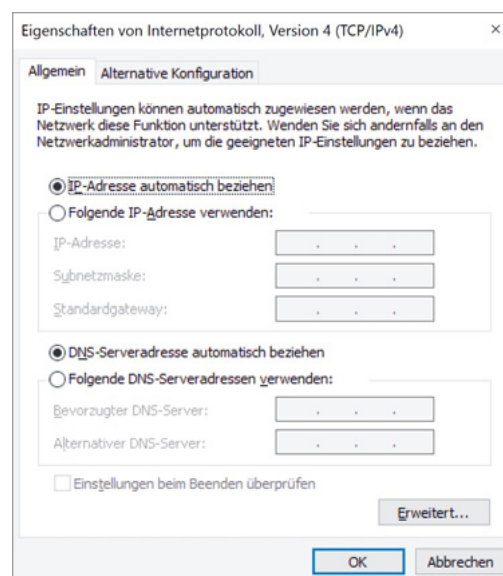 Eigenschaften von Internetprotokoll, Version 4 (TCP/IPv4)
Allgemein Alternative Konfiguration
IP-Einstellungen können automatisch zugewiesen werden, wenn das
Netzwerk diese Funktion unterstützt. Wenden Sie sich andernfalls an den
Netzwerkadministrator, um die geeigneten IP-Einstellungen zu beziehen.
IP-Adresse automatisch beziehen
Folgende IP-Adresse verwenden:
IP-Adresse:
Subnetzmaske:
Standardgateway:
DNS-Serveradresse automatisch beziehen
Folgende DNS-Serveradressen verwenden:
Bevorzugter DNS-Server:
Alternativer DNS-Server:
Einstellungen beim Beenden überprüfen
Erweitert...
OK Abbrechen